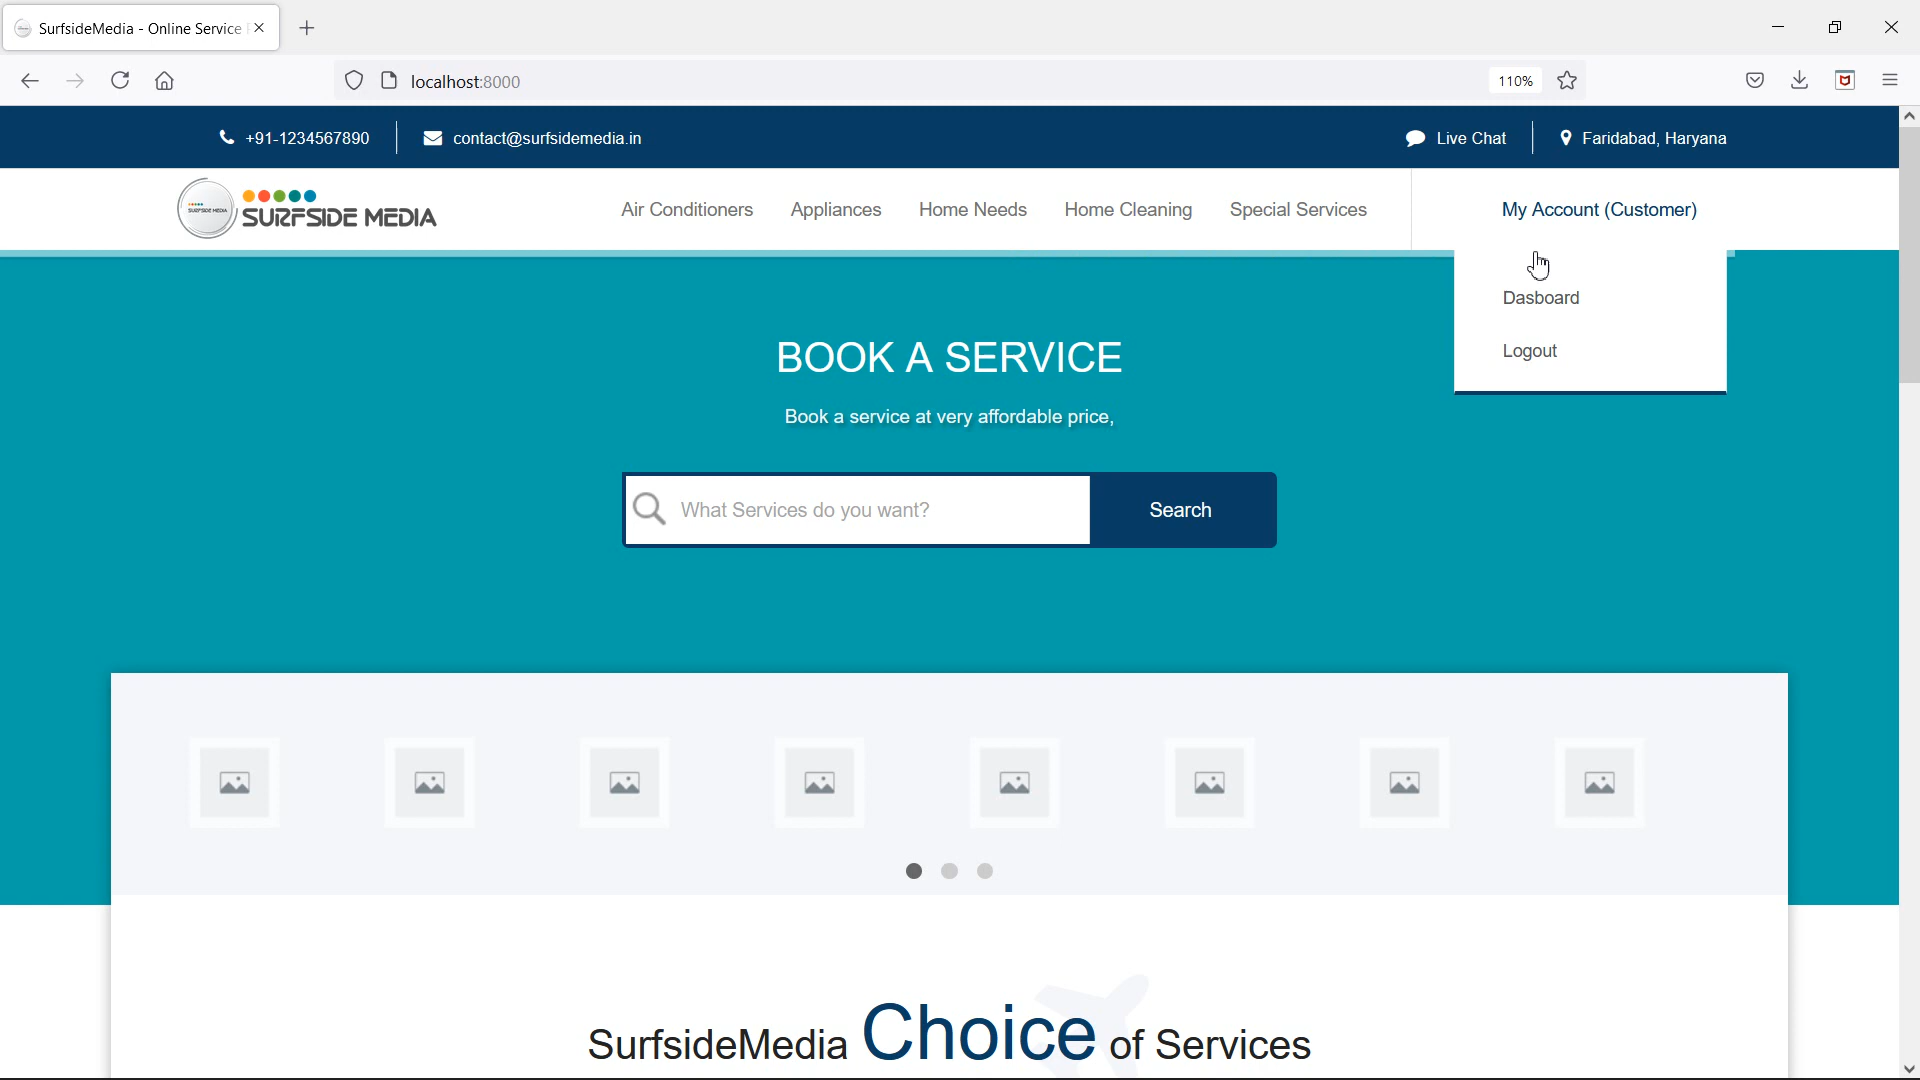 SurfsideMedia - Online Service
localhost:8000
110%
+91-1234567890
contact@surfsidemedia.in
Live Chat
Faridabad, Haryana
SURFSIDE MEDIA
SURFSIDE MEDIA
Air Conditioners
Appliances
Home Needs
Home Cleaning
Special Services
My Account (Customer)
Dasboard
Logout
BOOK A SERVICE
Book a service at very affordable price,
What Services do you want?
Search
SurfsideMedia Choice of Services